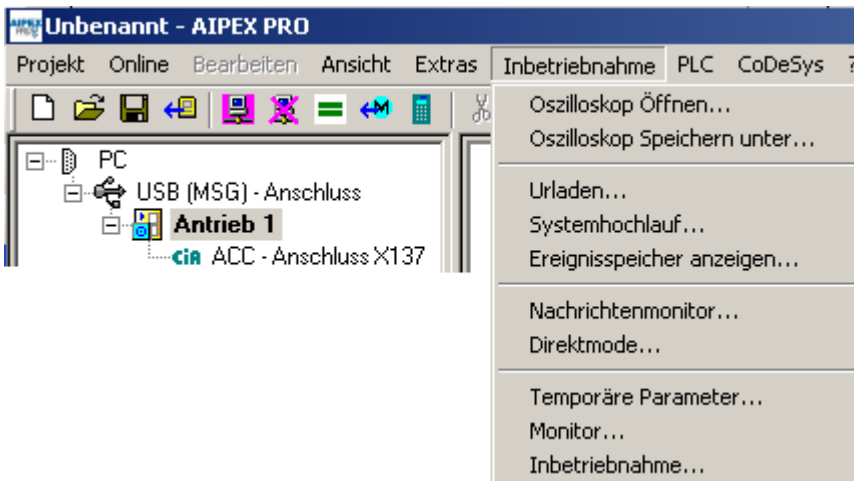 Unbenannt - AIPEX PRO
Projekt Online Bearbeiten Ansicht Extras Inbetriebnahme PLC CoDeSys ?
PC
USB (MSG) - Anschluss
Antrieb 1
CiA ACC - Anschluss X137
Oszilloskop Öffnen...
Oszilloskop Speichern unter...
Urladen...
Systemhochlauf...
Ereignisspeicher anzeigen...
Nachrichtenmonitor...
Direktmode...
Temporäre Parameter...
Monitor...
Inbetriebnahme...